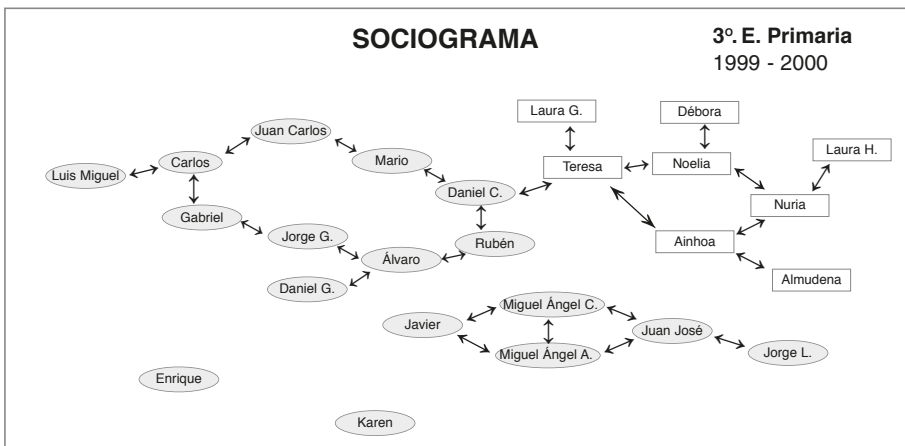 SOCIOGRAMA
3º. E. Primaria
1999 - 2000
Laura G.
Débora
Juan Carlos
Laura H.
Luis Miguel
Carlos
Mario
Teresa
Noelia
Daniel C.
Nuria
Gabriel
Jorge G.
Rubén
Ainhoa
Álvaro
Daniel G.
Almudena
Miguel Ángel C.
Javier
Juan José
Miguel Ángel A.
Jorge L.
Enrique
Karen